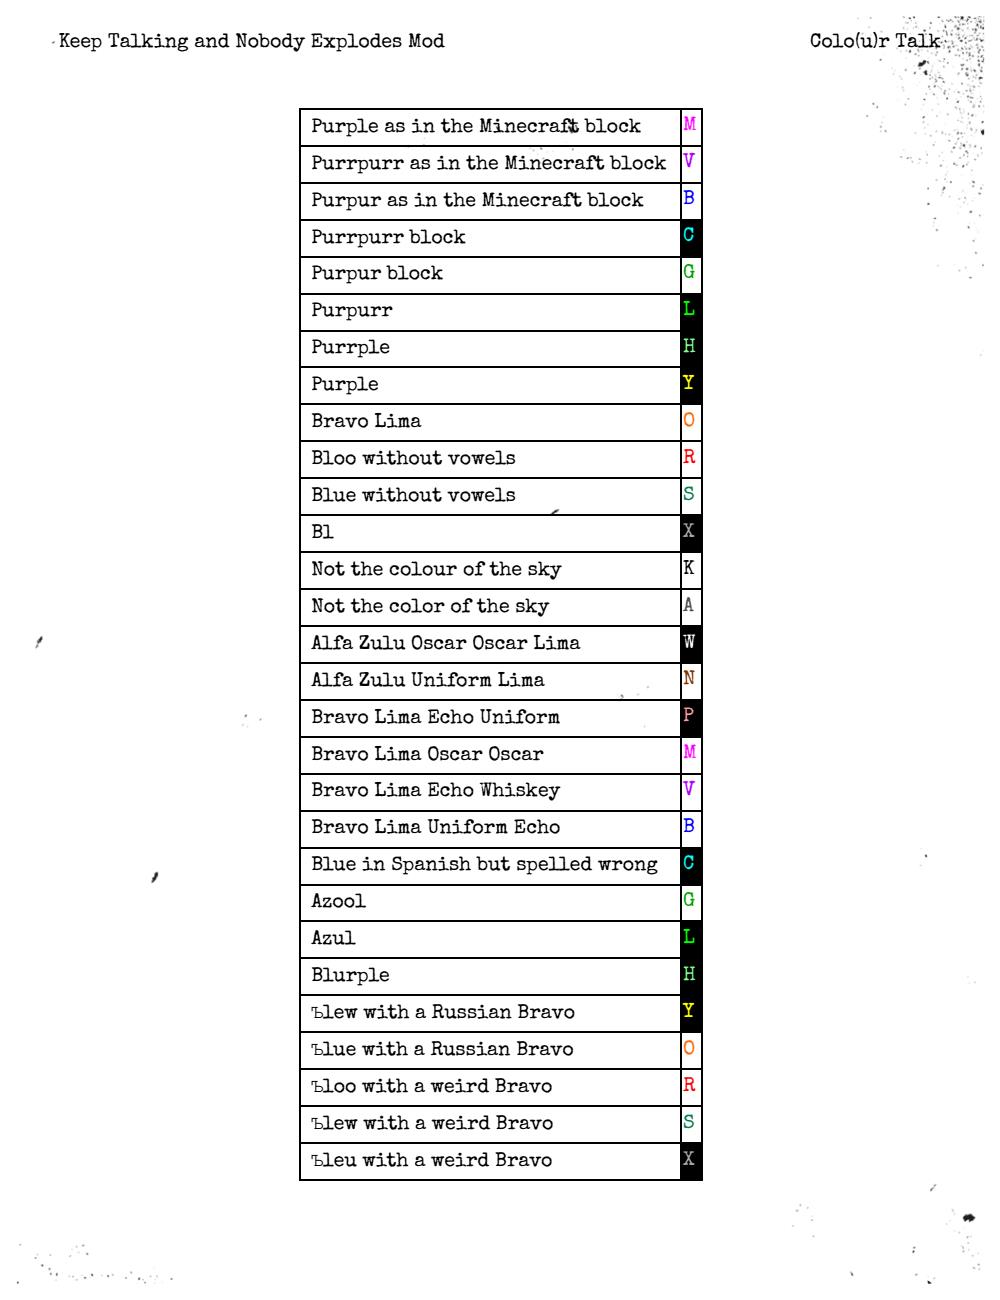 Keep Talking and Nobody Explodes Mod
Colo(u)r Talk
Purple as in the Minecraft block M
Purrpurr as in the Minecraft block V
Purpur as in the Minecraft block B
Purrpurr block C
Purpur block G
Purpurr L
Purrple H
Purple Y
Bravo Lima O
Bloo without vowels R
Blue without vowels S
Bl X
Not the colour of the sky K
Not the color of the sky A
Alfa Zulu Oscar Oscar Lima W
Alfa Zulu Uniform Lima N
Bravo Lima Echo Uniform P
Bravo Lima Oscar Oscar M
Bravo Lima Echo Whiskey V
Bravo Lima Uniform Echo B
Blue in Spanish but spelled wrong C
Azool G
Azul L
Blurple H
Ъlew with a Russian Bravo Y
Ъlue with a Russian Bravo O
Ъloo with a weird Bravo R
Ъlew with a weird Bravo S
Ъleu with a weird Bravo X